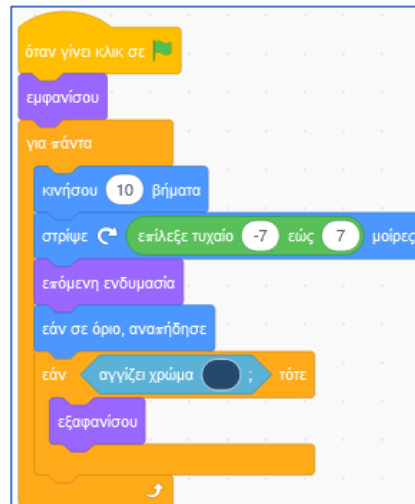 όταν γίνει κλικ σε
εμφανίσου
για πάντα
κινήσου 10 βήματα
στρίψε επίλεξε τυχαίο -7 εώς 7 μοίρες
επόμενη ενδυμασία
εάν σε όριο, αναπήδησε
εάν αγγίζει χρώμα ; τότε
εξαφανίσου